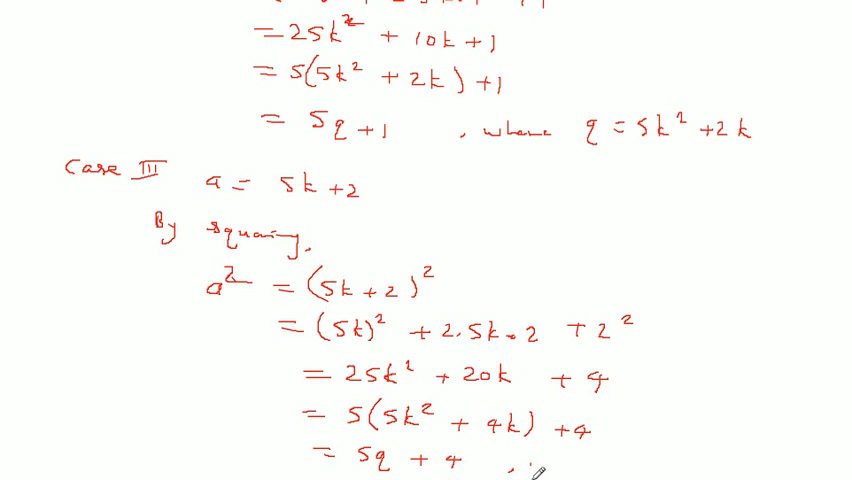 = 25k² + 10k + 1
= 5(5k² + 2k) + 1
= 5q + 1 , where q = 5k² + 2k
Case III a = 5k + 2
By squaring,
a² = (5k + 2)²
= (5k)² + 2.5k.2 + 2²
= 25k² + 20k + 4
= 5(5k² + 4k) + 4
= 5q + 4 ,